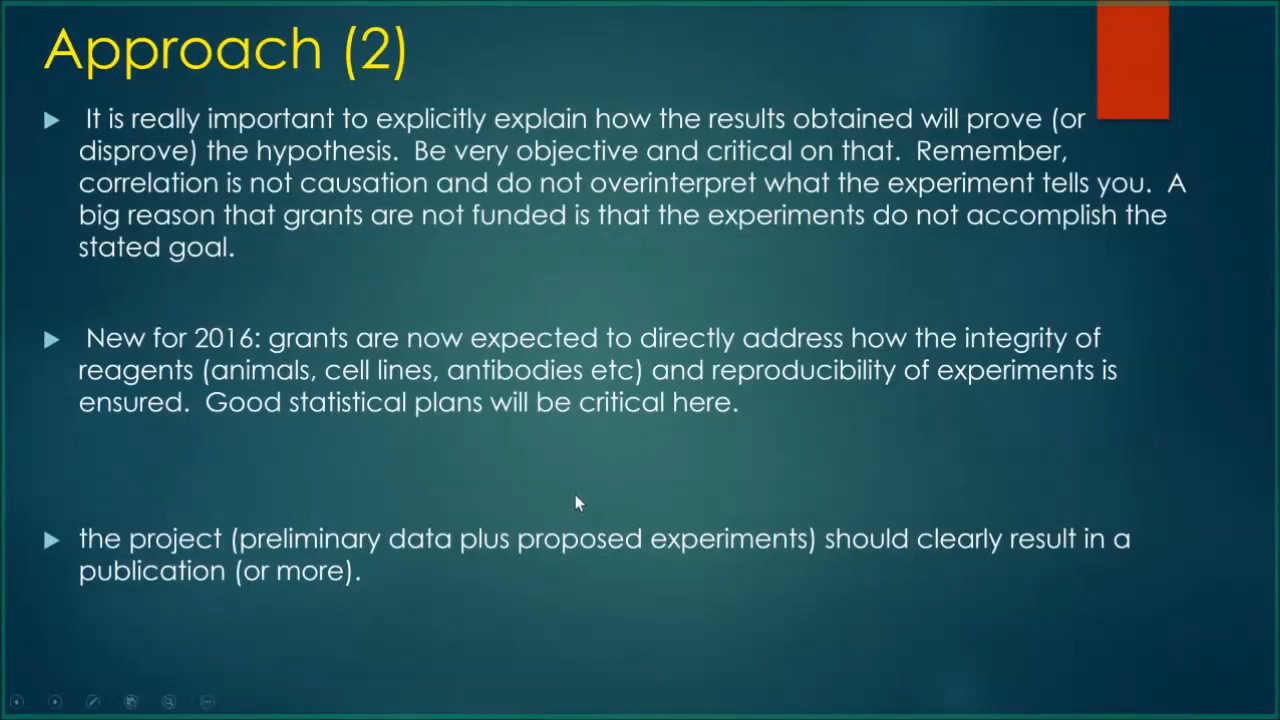 Approach (2)
It is really important to explicitly explain how the results obtained will prove (or
disprove) the hypothesis.  Be very objective and critical on that.  Remember,
correlation is not causation and do not overinterpret what the experiment tells you.  A
big reason that grants are not funded is that the experiments do not accomplish the
stated goal.
New for 2016: grants are now expected to directly address how the integrity of
reagents (animals, cell lines, antibodies etc) and reproducibility of experiments is
ensured.  Good statistical plans will be critical here.
the project (preliminary data plus proposed experiments) should clearly result in a
publication (or more).